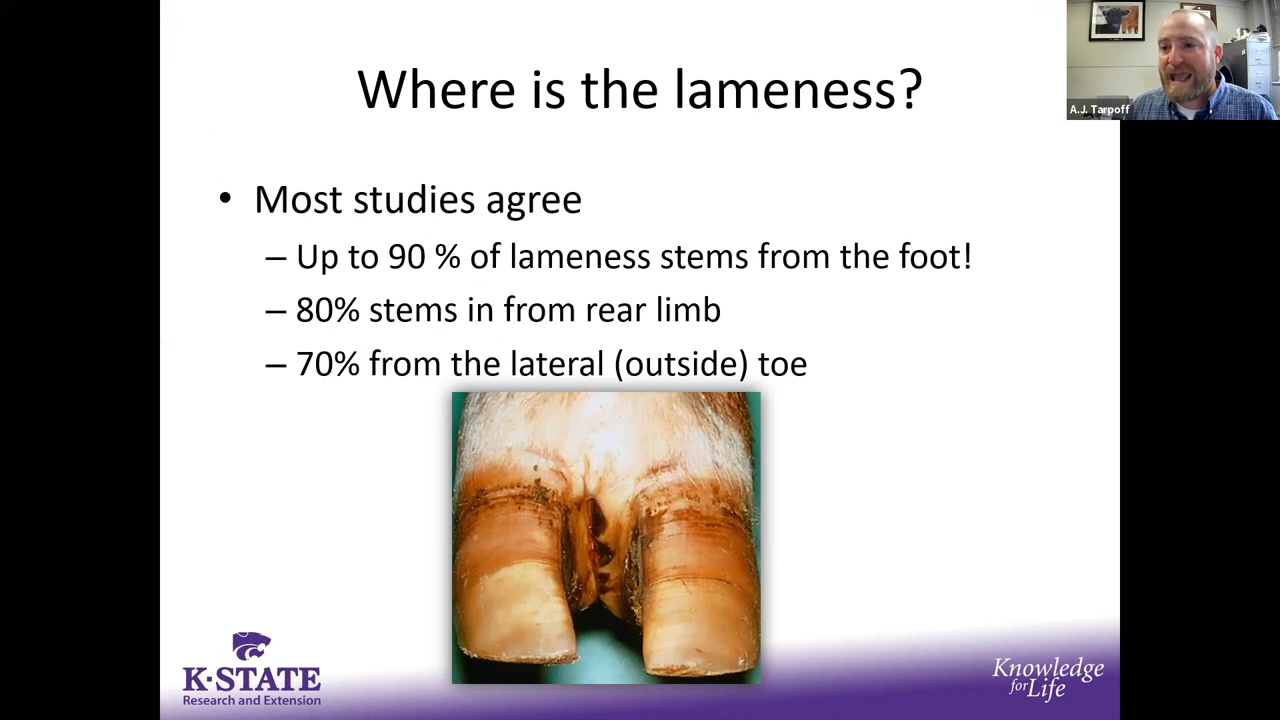 Where is the lameness?
A.J. Tarpoff
• Most studies agree
– Up to 90 % of lameness stems from the foot!
– 80% stems in from rear limb
– 70% from the lateral (outside) toe
K-STATE
Research and Extension
Knowledge
for Life